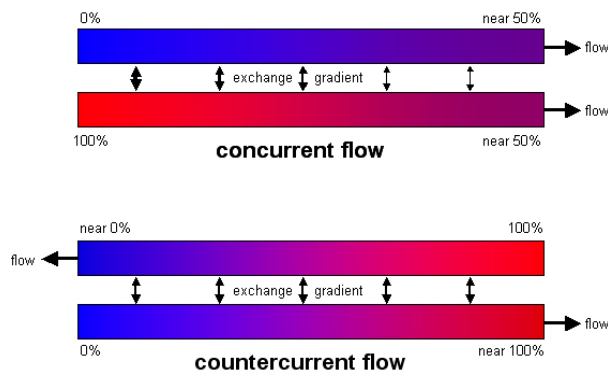 0% near 50%
flow
exchange gradient
flow
100% near 50%
concurrent flow
near 0% 100%
flow
exchange gradient
flow
0% near 100%
countercurrent flow